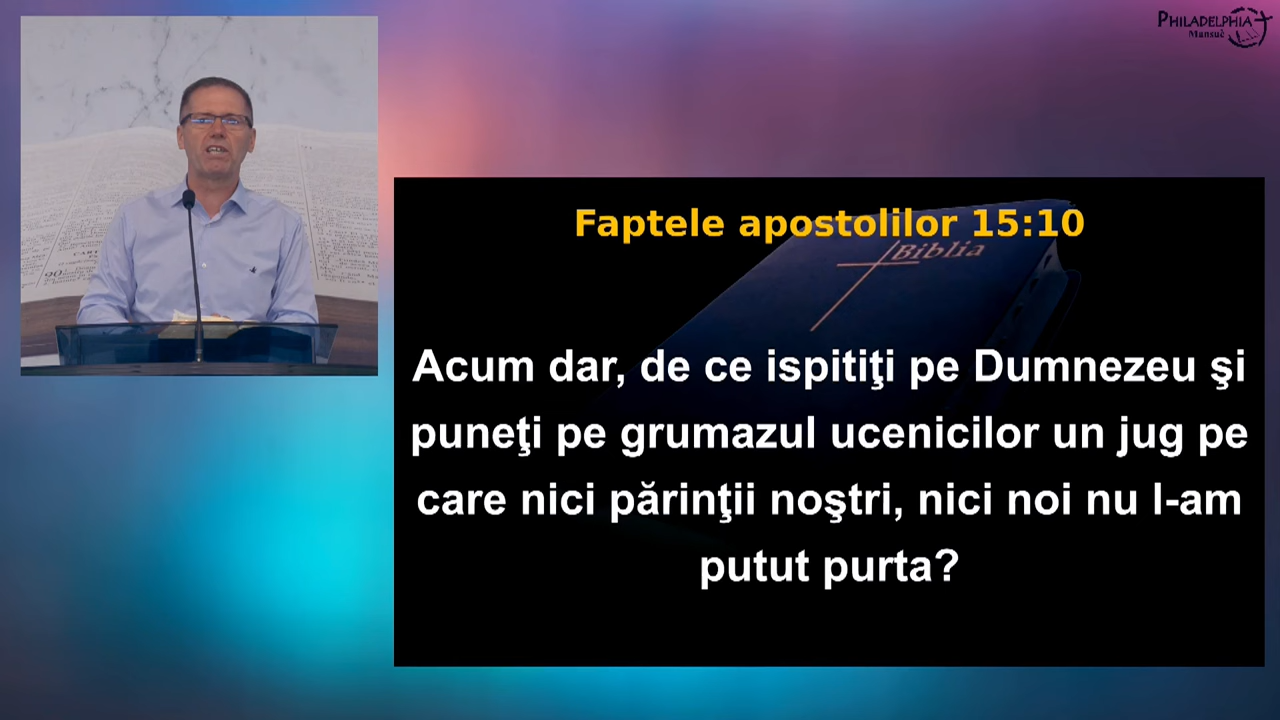 PHILADELPHIA
Mansuè
Faptele apostolilor 15:10
Biblia
Acum dar, de ce ispitiţi pe Dumnezeu şi
puneţi pe grumazul ucenicilor un jug pe
care nici părinţii noştri, nici noi nu l-am
putut purta?